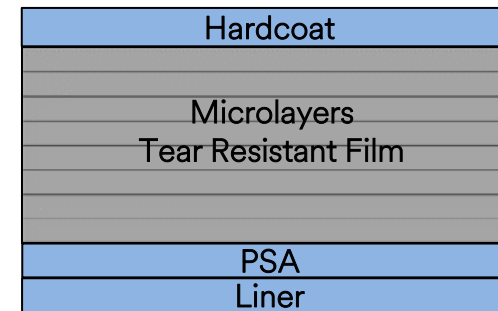 Hardcoat
Microlayers
Tear Resistant Film
PSA
Liner